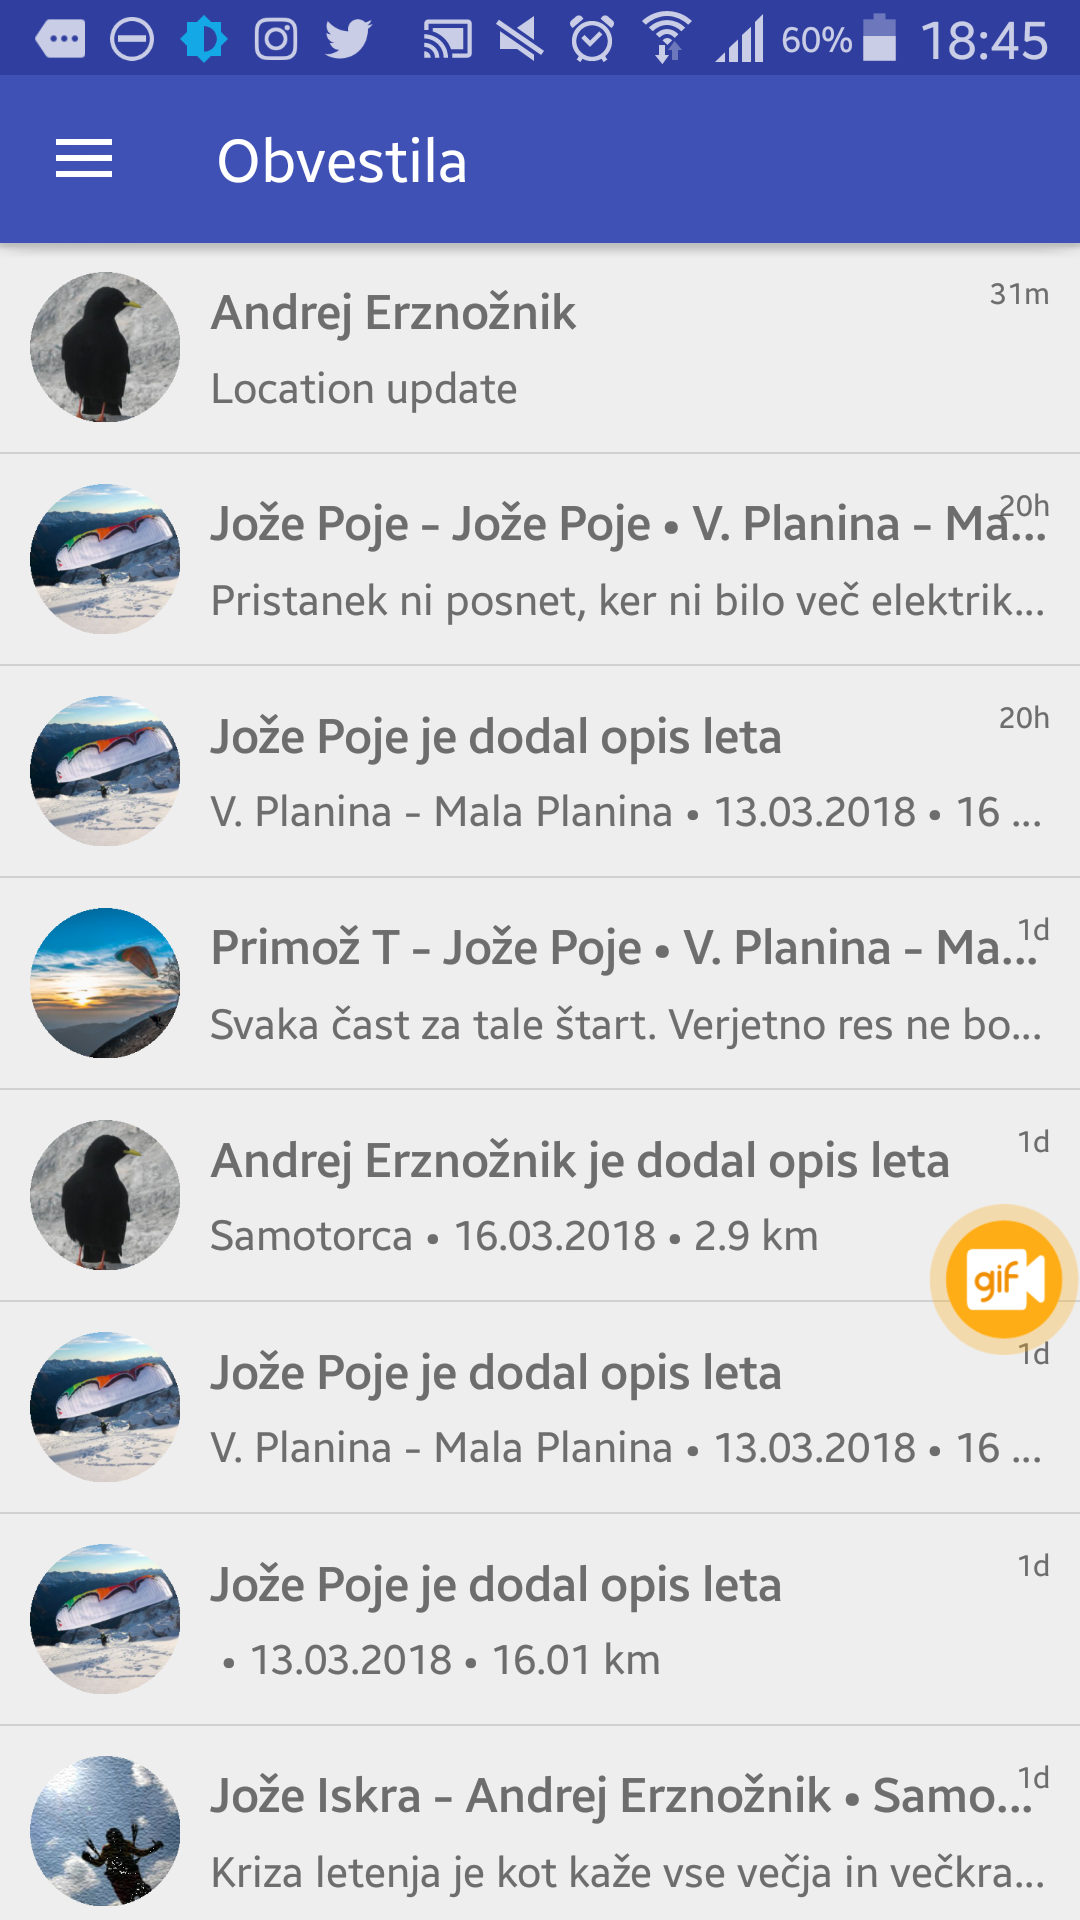 60% 18:45
Obvestila
Andrej Erznožnik 31m
Location update
Jože Poje - Jože Poje • V. Planina - Ma... 20h
Pristanek ni posnet, ker ni bilo več elektrik...
Jože Poje je dodal opis leta 20h
V. Planina - Mala Planina • 13.03.2018 • 16 ...
Primož T - Jože Poje • V. Planina - Ma... 1d
Svaka čast za tale štart. Verjetno res ne bo...
Andrej Erznožnik je dodal opis leta 1d
Samotorca • 16.03.2018 • 2.9 km
gif
Jože Poje je dodal opis leta 1d
V. Planina - Mala Planina • 13.03.2018 • 16 ...
Jože Poje je dodal opis leta 1d
• 13.03.2018 • 16.01 km
Jože Iskra - Andrej Erznožnik • Samo... 1d
Kriza letenja je kot kaže vse večja in večkra...